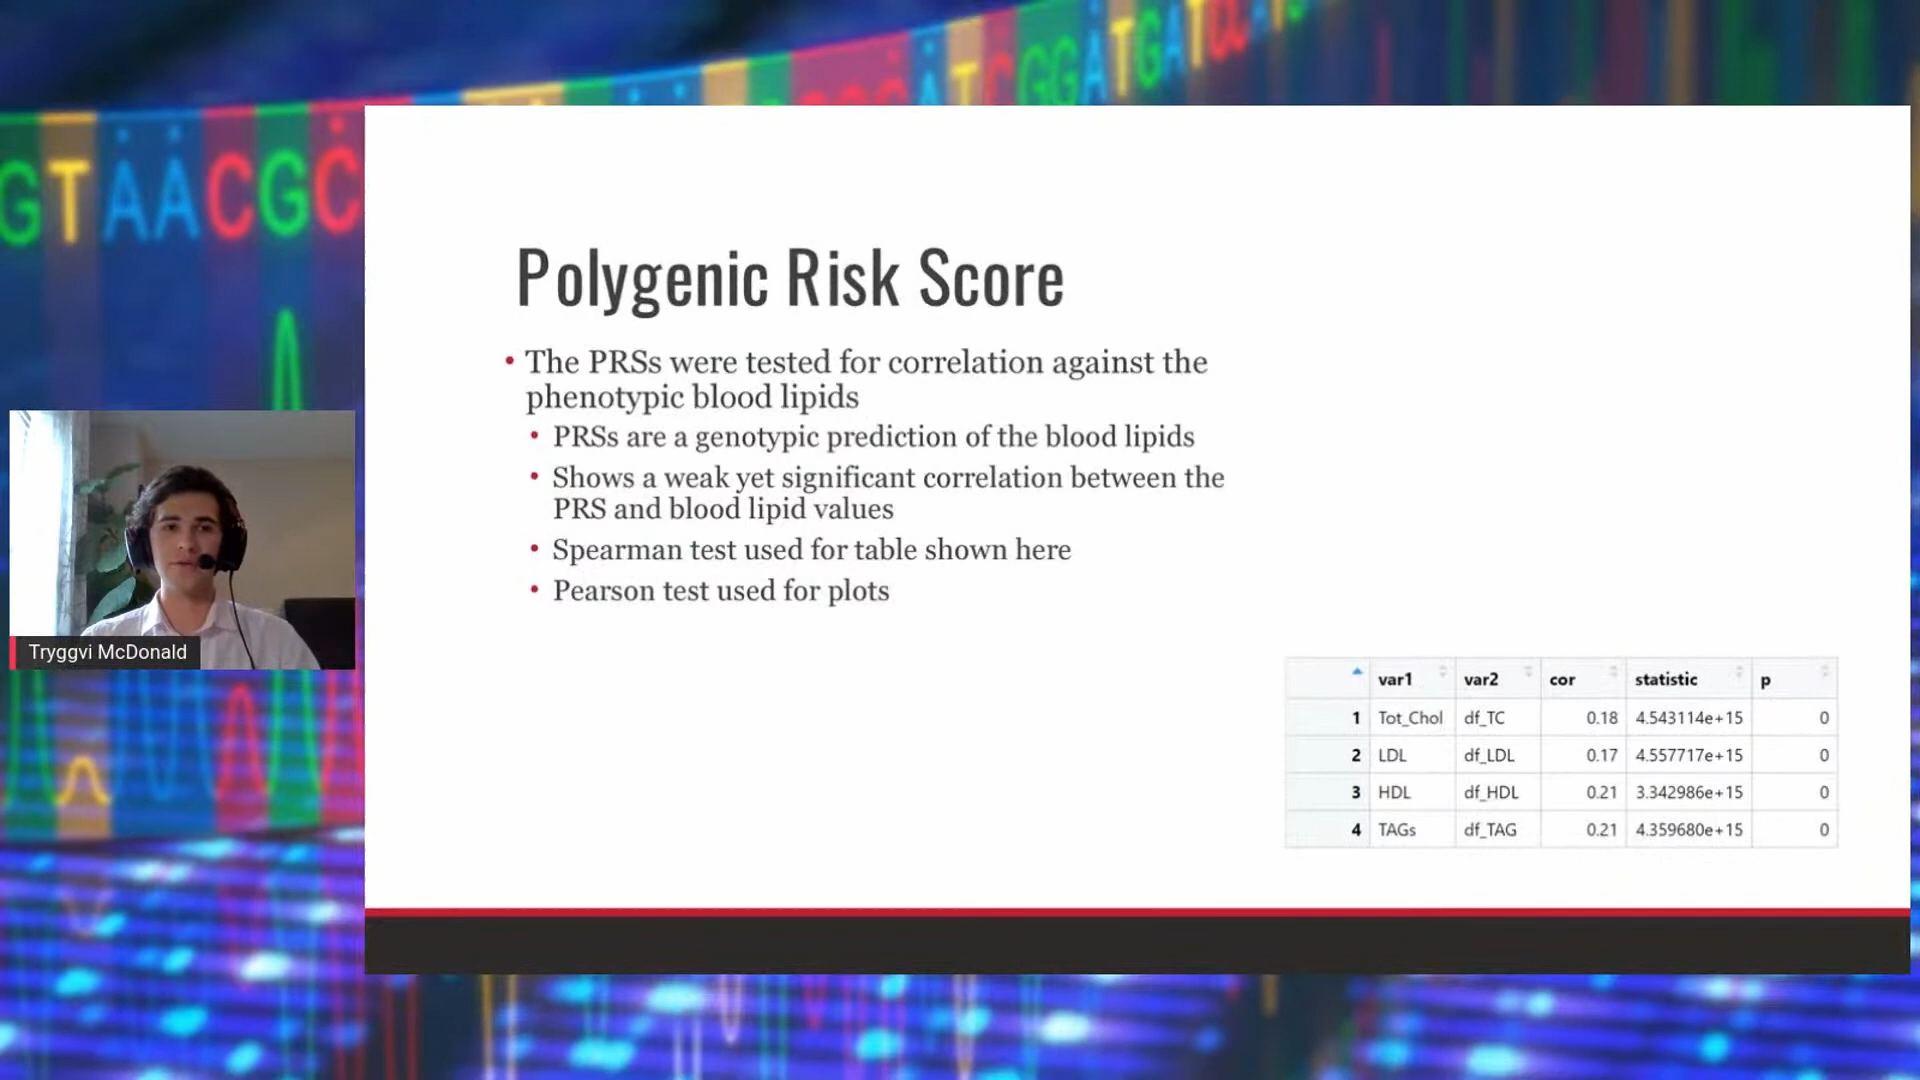 GTAACGC
ATCGGATGATC
Polygenic Risk Score
• The PRSs were tested for correlation against the
phenotypic blood lipids
• PRSs are a genotypic prediction of the blood lipids
• Shows a weak yet significant correlation between the
PRS and blood lipid values
• Spearman test used for table shown here
• Pearson test used for plots
Tryggvi McDonald
var1 var2 cor statistic p
1 Tot_Chol df_TC 0.18 4.543114e+15 0
2 LDL df_LDL 0.17 4.557717e+15 0
3 HDL df_HDL 0.21 3.342986e+15 0
4 TAGs df_TAG 0.21 4.359680e+15 0